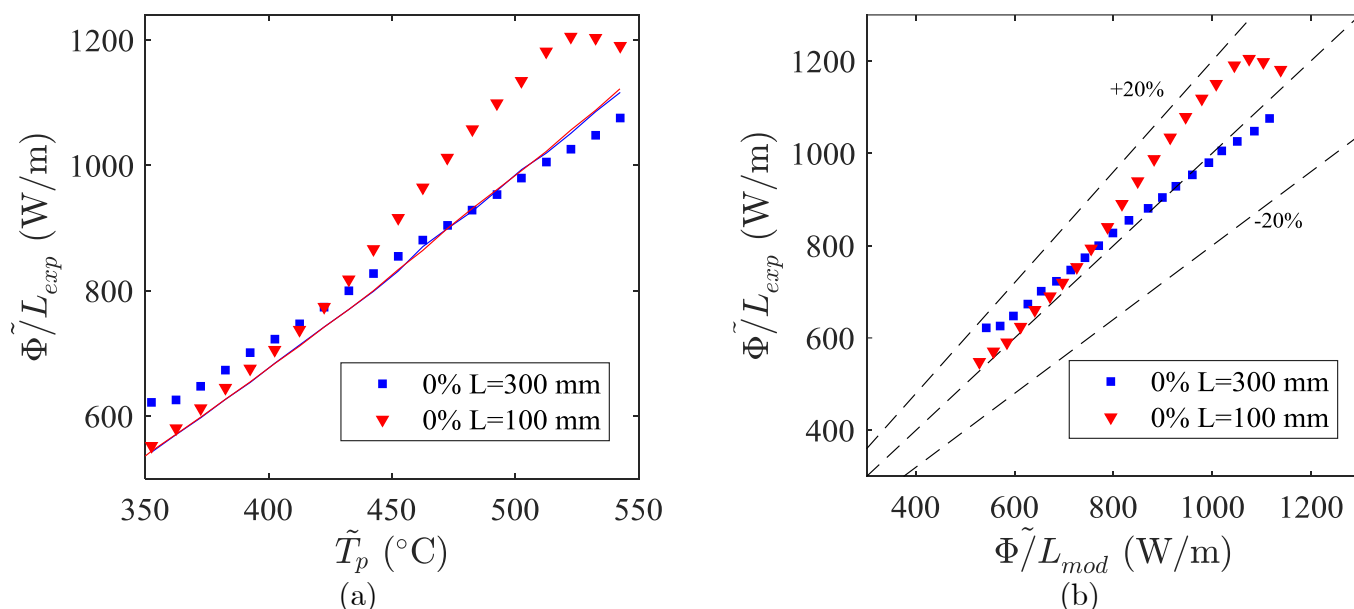 1200
1000
800
600
Φ̃/L_exp (W/m)
350
400
450
500
550
T̃_p (°C)
0% L=300 mm
0% L=100 mm
(a)
1200
1000
800
600
400
Φ̃/L_exp (W/m)
+20%
-20%
0% L=300 mm
0% L=100 mm
400
600
800
1000
1200
Φ̃/L_mod (W/m)
(b)